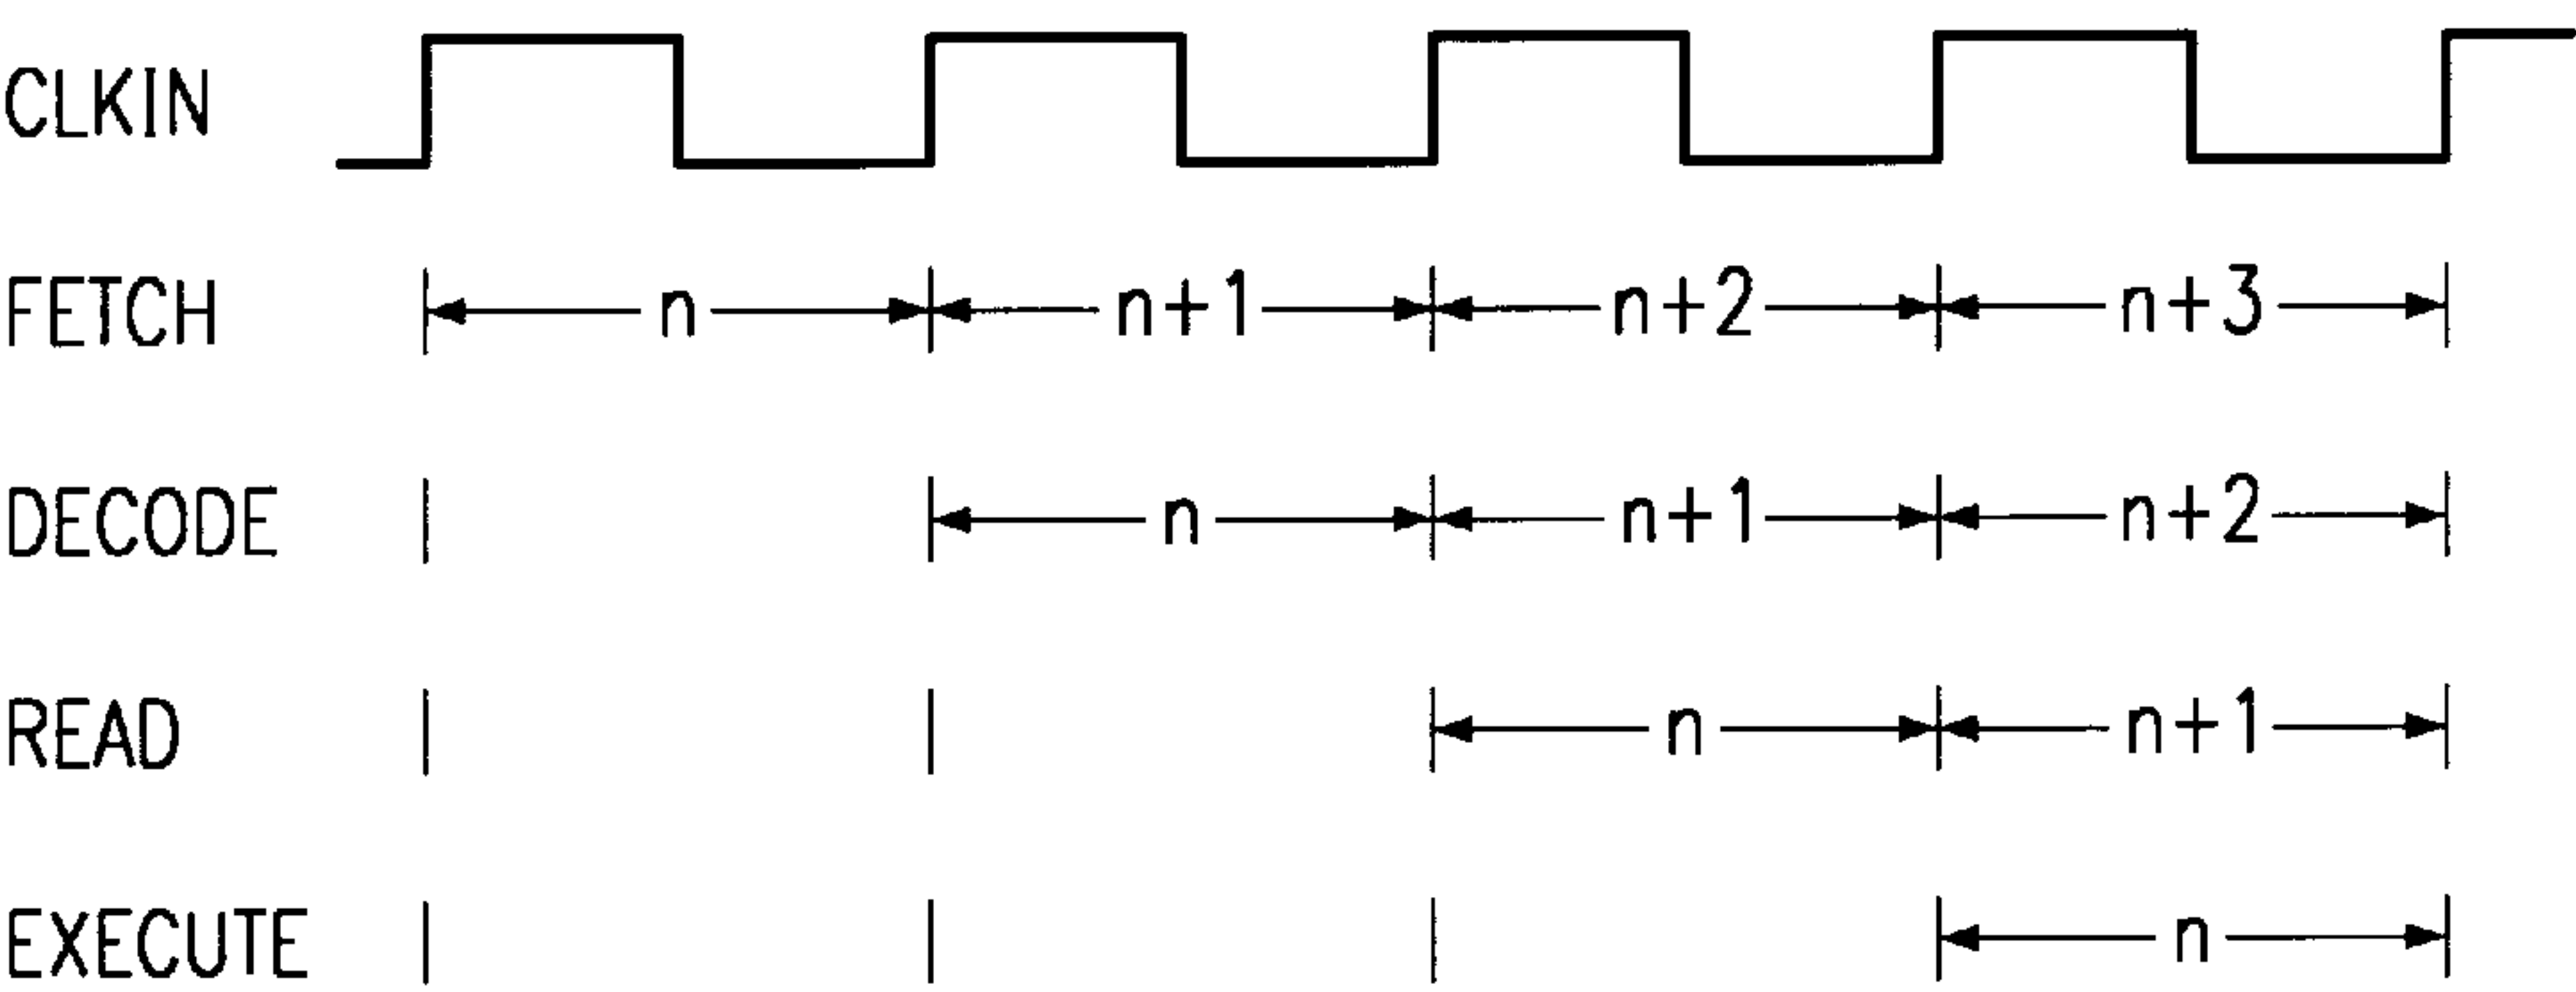 CLKIN
FETCH n n+1 n+2 n+3
DECODE n n+1 n+2
READ n n+1
EXECUTE n